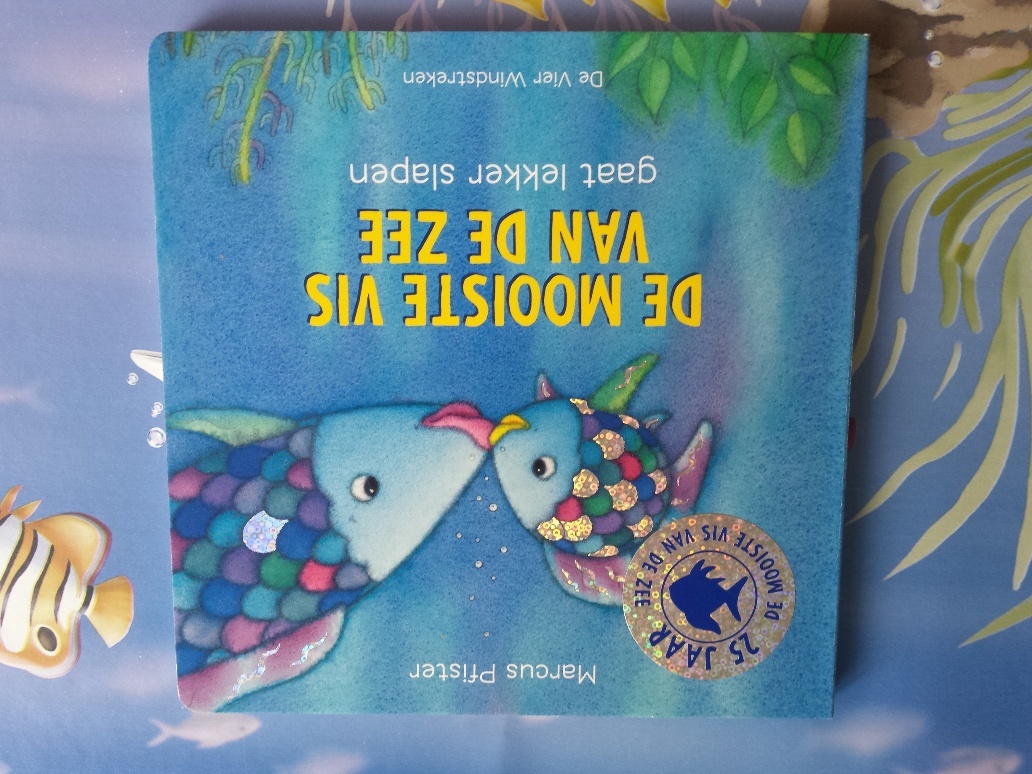 Marcus Pfister
25 JAAR
DE MOOISTE VIS VAN DE ZEE
DE MOOISTE VIS
VAN DE ZEE
gaat lekker slapen
De Vier Windstreken